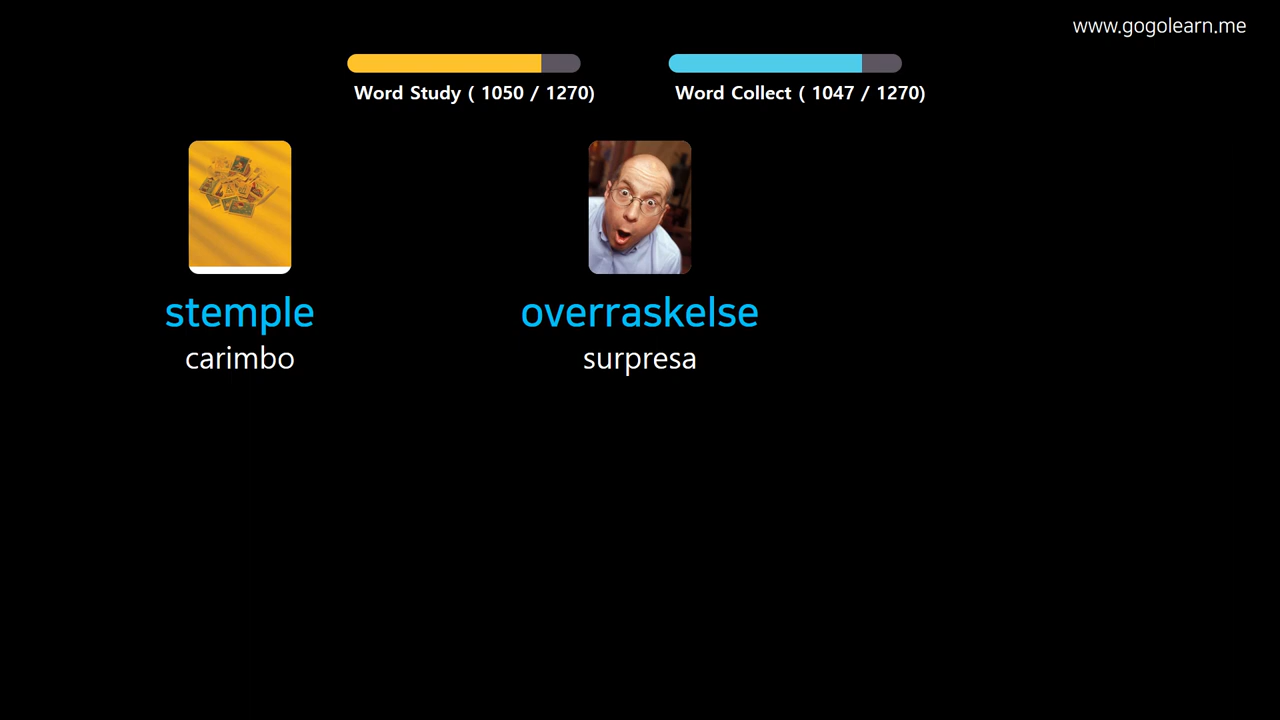 www.gogolearn.me
Word Study ( 1050 / 1270)
Word Collect ( 1047 / 1270)
stemple
carimbo
overraskelse
surpresa